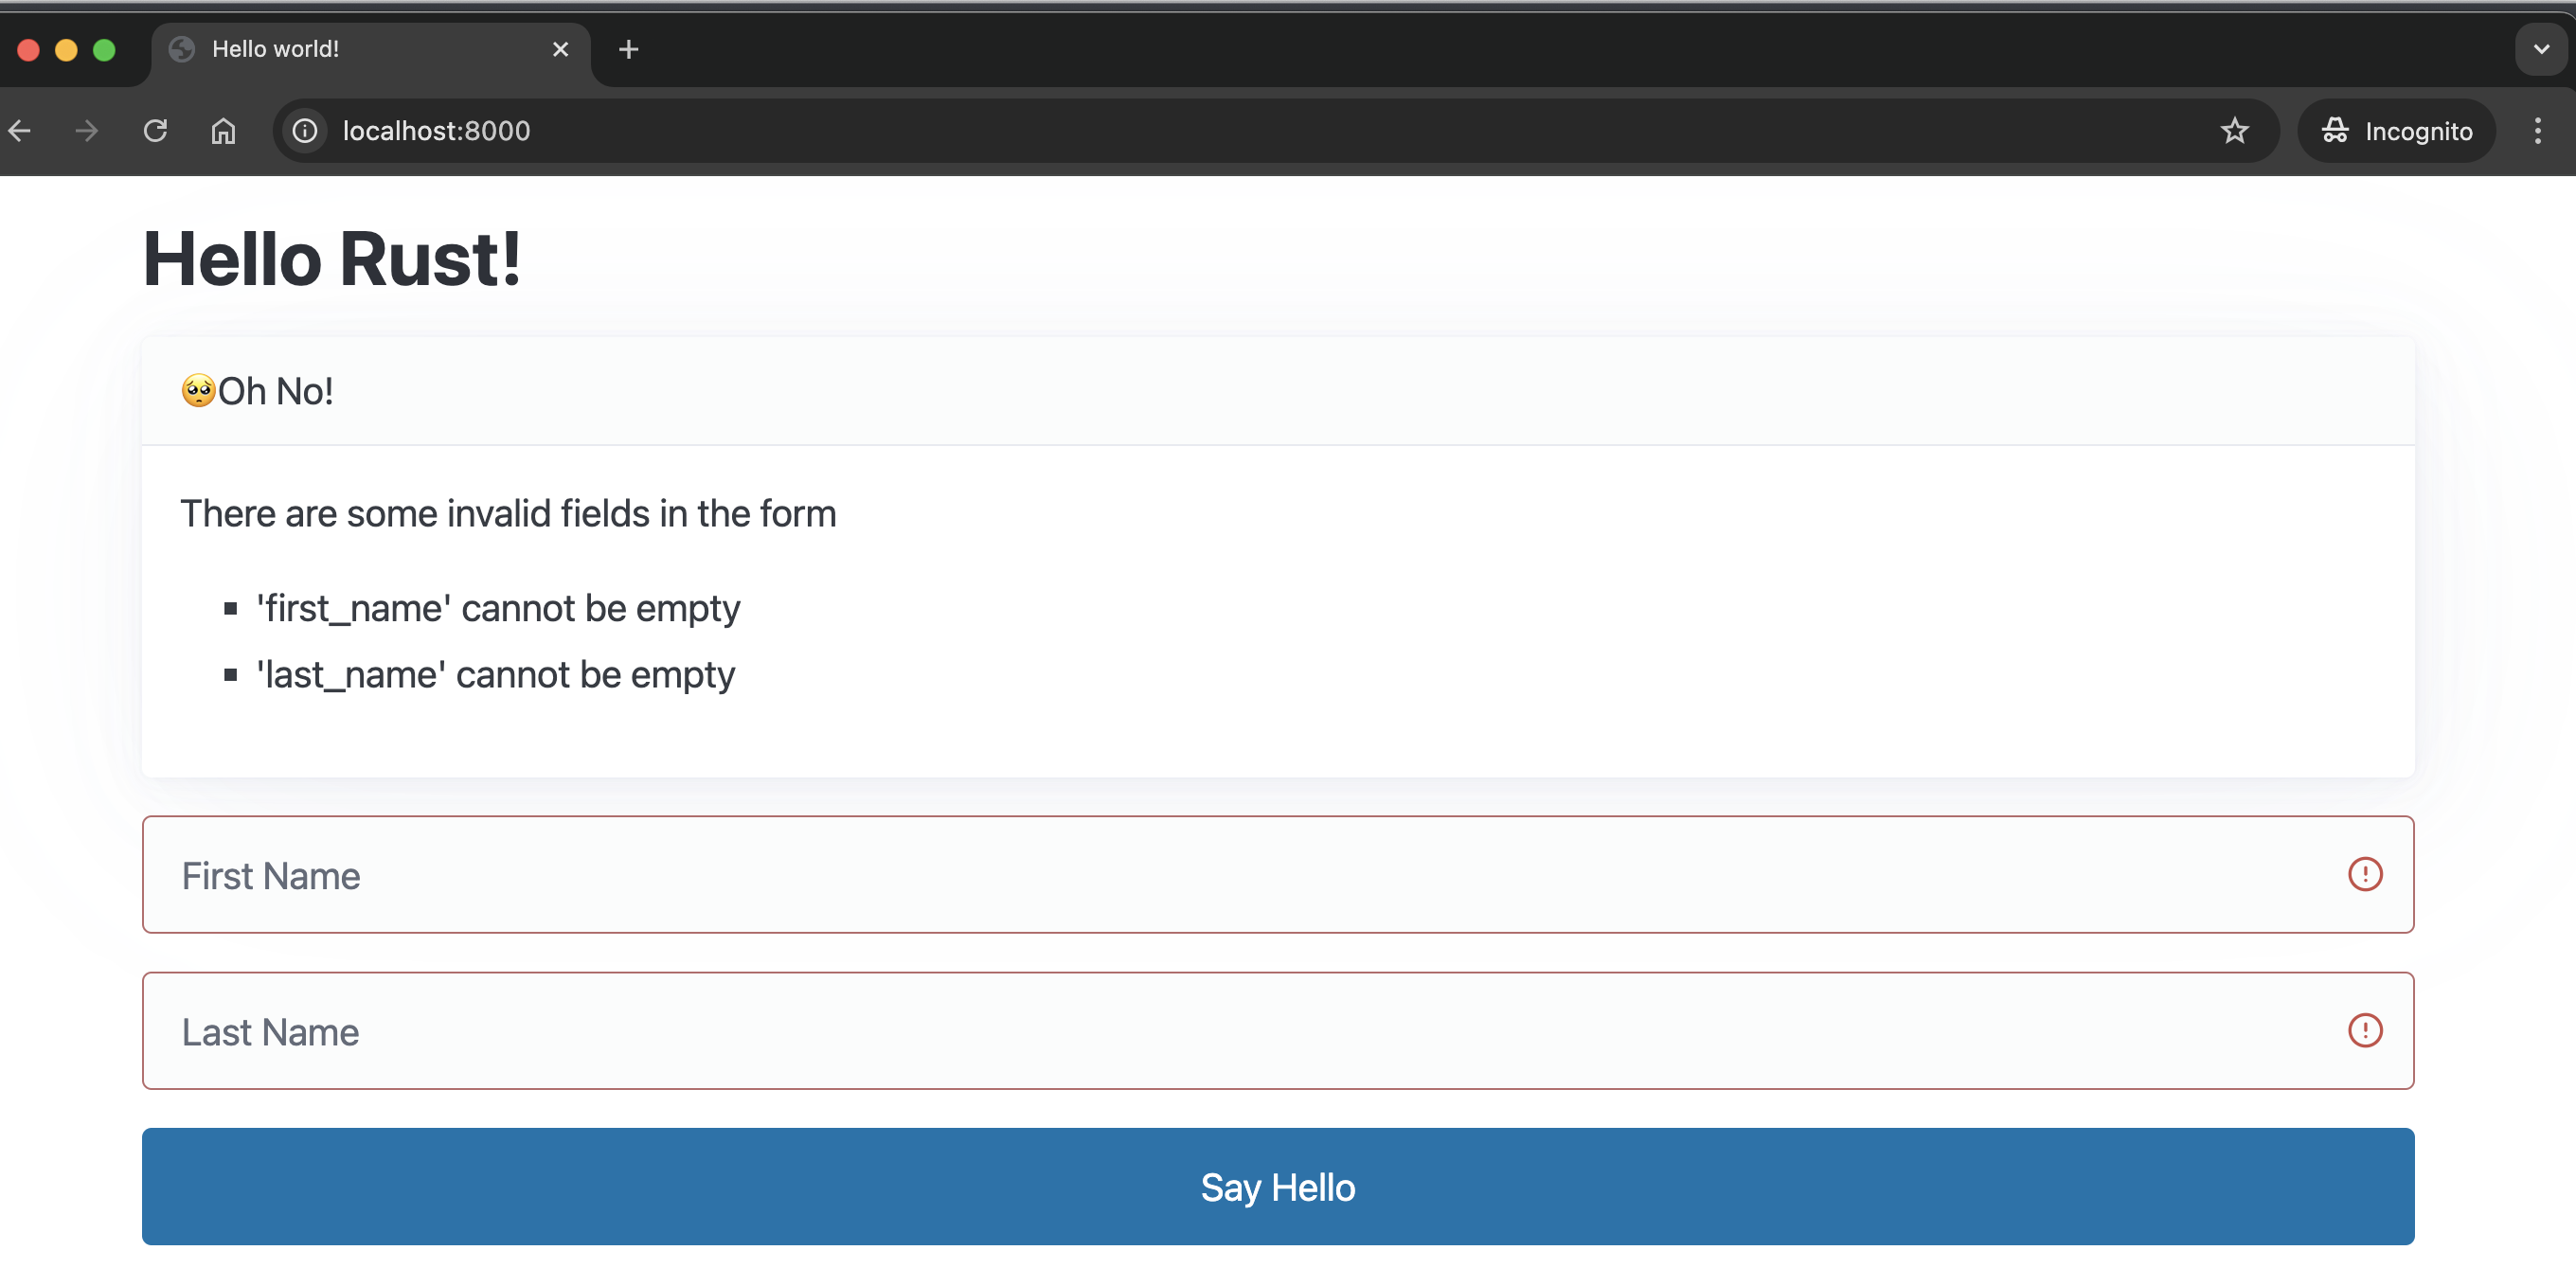 Hello world!
localhost:8000
Incognito
Hello Rust!
🥺Oh No!
There are some invalid fields in the form
'first_name' cannot be empty
'last_name' cannot be empty
First Name
Last Name
Say Hello